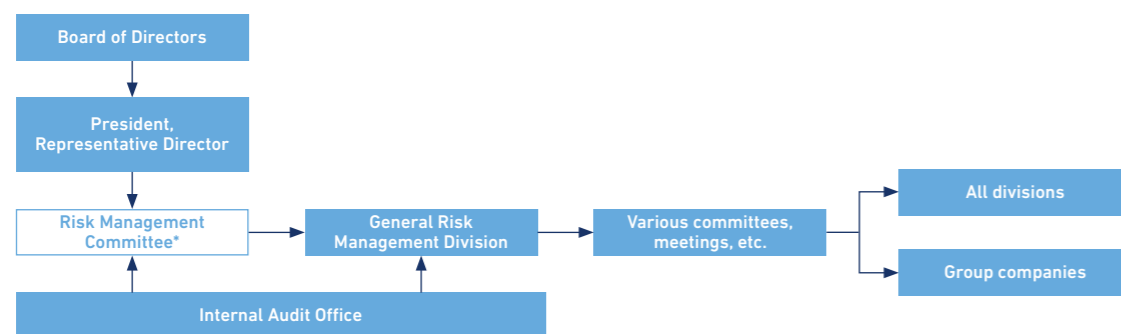 Board of Directors
President,
Representative Director
Risk Management
Committee*
General Risk
Management Division
Various committees,
meetings, etc.
All divisions
Group companies
Internal Audit Office